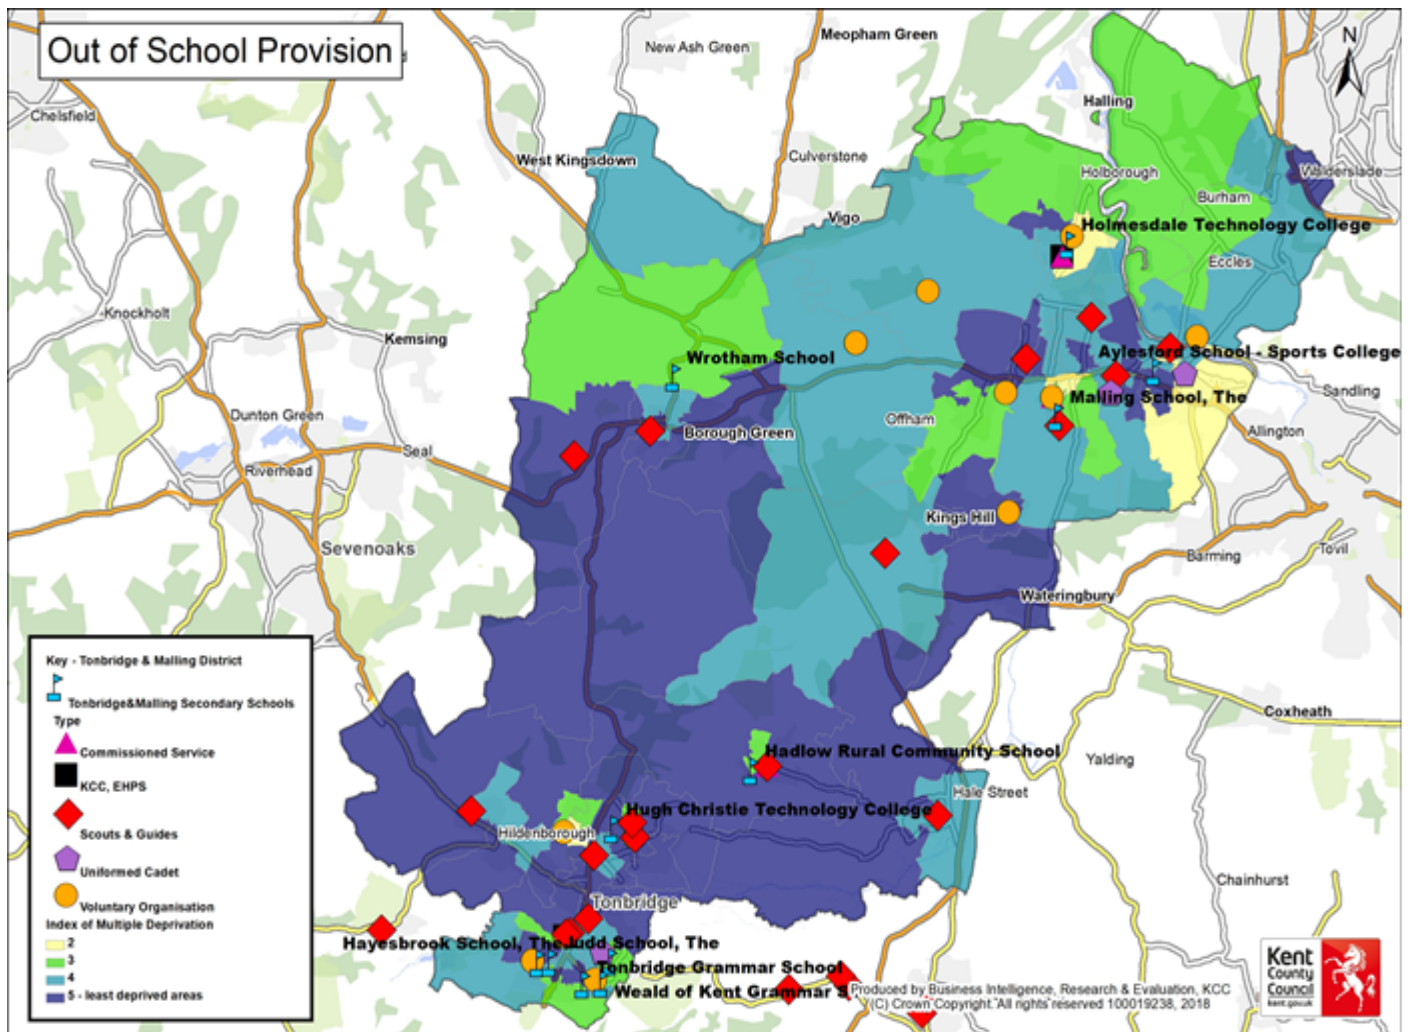 Out of School Provision
New Ash Green
Meopham Green
N
Chelsfield
Halling
West Kingsdown
Culverstone
Holborough
Walderslade
Burham
Vigo
Holmesdale Technology College
Eccles
Knockholt
Kemsing
Wrotham School
Aylesford School - Sports College
Sandling
Malling School, The
Dunton Green
Offham
Borough Green
Allington
Seal
Riverhead
Kings Hill
Sevenoaks
Barming
Tovil
Wateringbury
Key - Tonbridge & Malling District
Tonbridge&Malling Secondary Schools
Type
Commissioned Service
KCC, EHPS
Scouts & Guides
Uniformed Cadet
Voluntary Organisation
Index of Multiple Deprivation
2
3
4
5 - least deprived areas
Coxheath
Hadlow Rural Community School
Yalding
Hale Street
Hugh Christie Technology College
Hildenborough
Chainhurst
Tonbridge
Hayesbrook School, The
Judd School, The
Tonbridge Grammar School
Weald of Kent Grammar S
Kent
County
Council
kent.gov.uk
Produced by Business Intelligence, Research & Evaluation, KCC
(C) Crown Copyright. All rights reserved 100019238, 2018